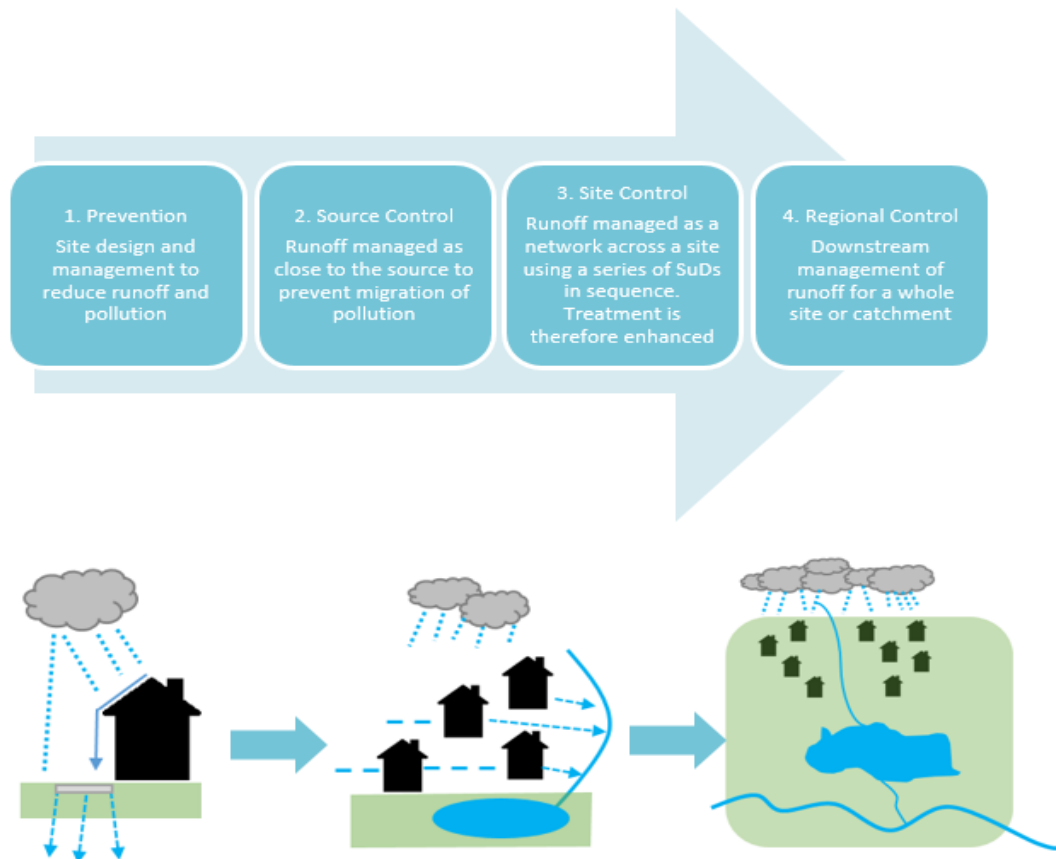 1. Prevention
Site design and
management to
reduce runoff and
pollution
2. Source Control
Runoff managed as
close to the source to
prevent migration of
pollution
3. Site Control
Runoff managed as a
network across a site
using a series of SuDs
in sequence.
Treatment is
therefore enhanced
4. Regional Control
Downstream
management of
runoff for a whole
site or catchment